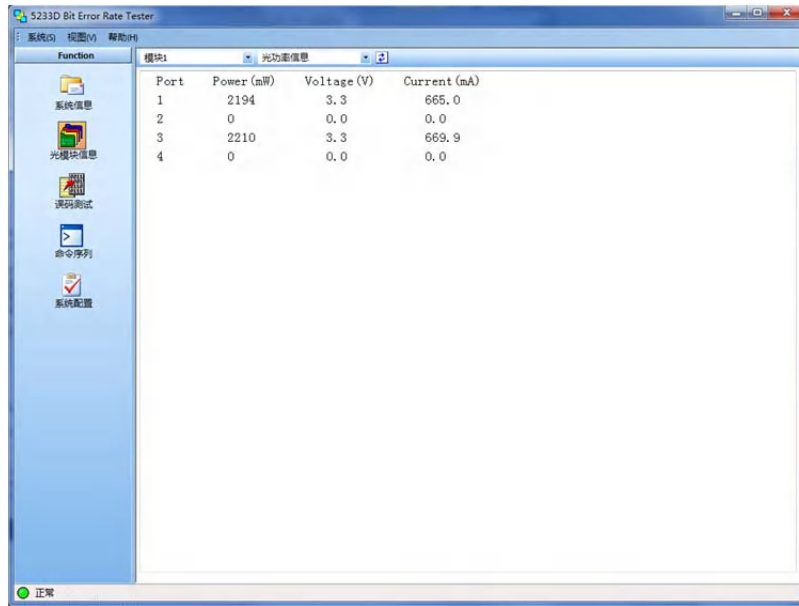 5233D Bit Error Rate Tester
系统(S) 视图(V) 帮助(H)
Function
模块1 光功率信息
系统信息
光模块信息
误码测试
命令序列
系统配置
Port Power(mW) Voltage(V) Current(mA)
1 2194 3.3 665.0
2 0 0.0 0.0
3 2210 3.3 669.9
4 0 0.0 0.0
正常